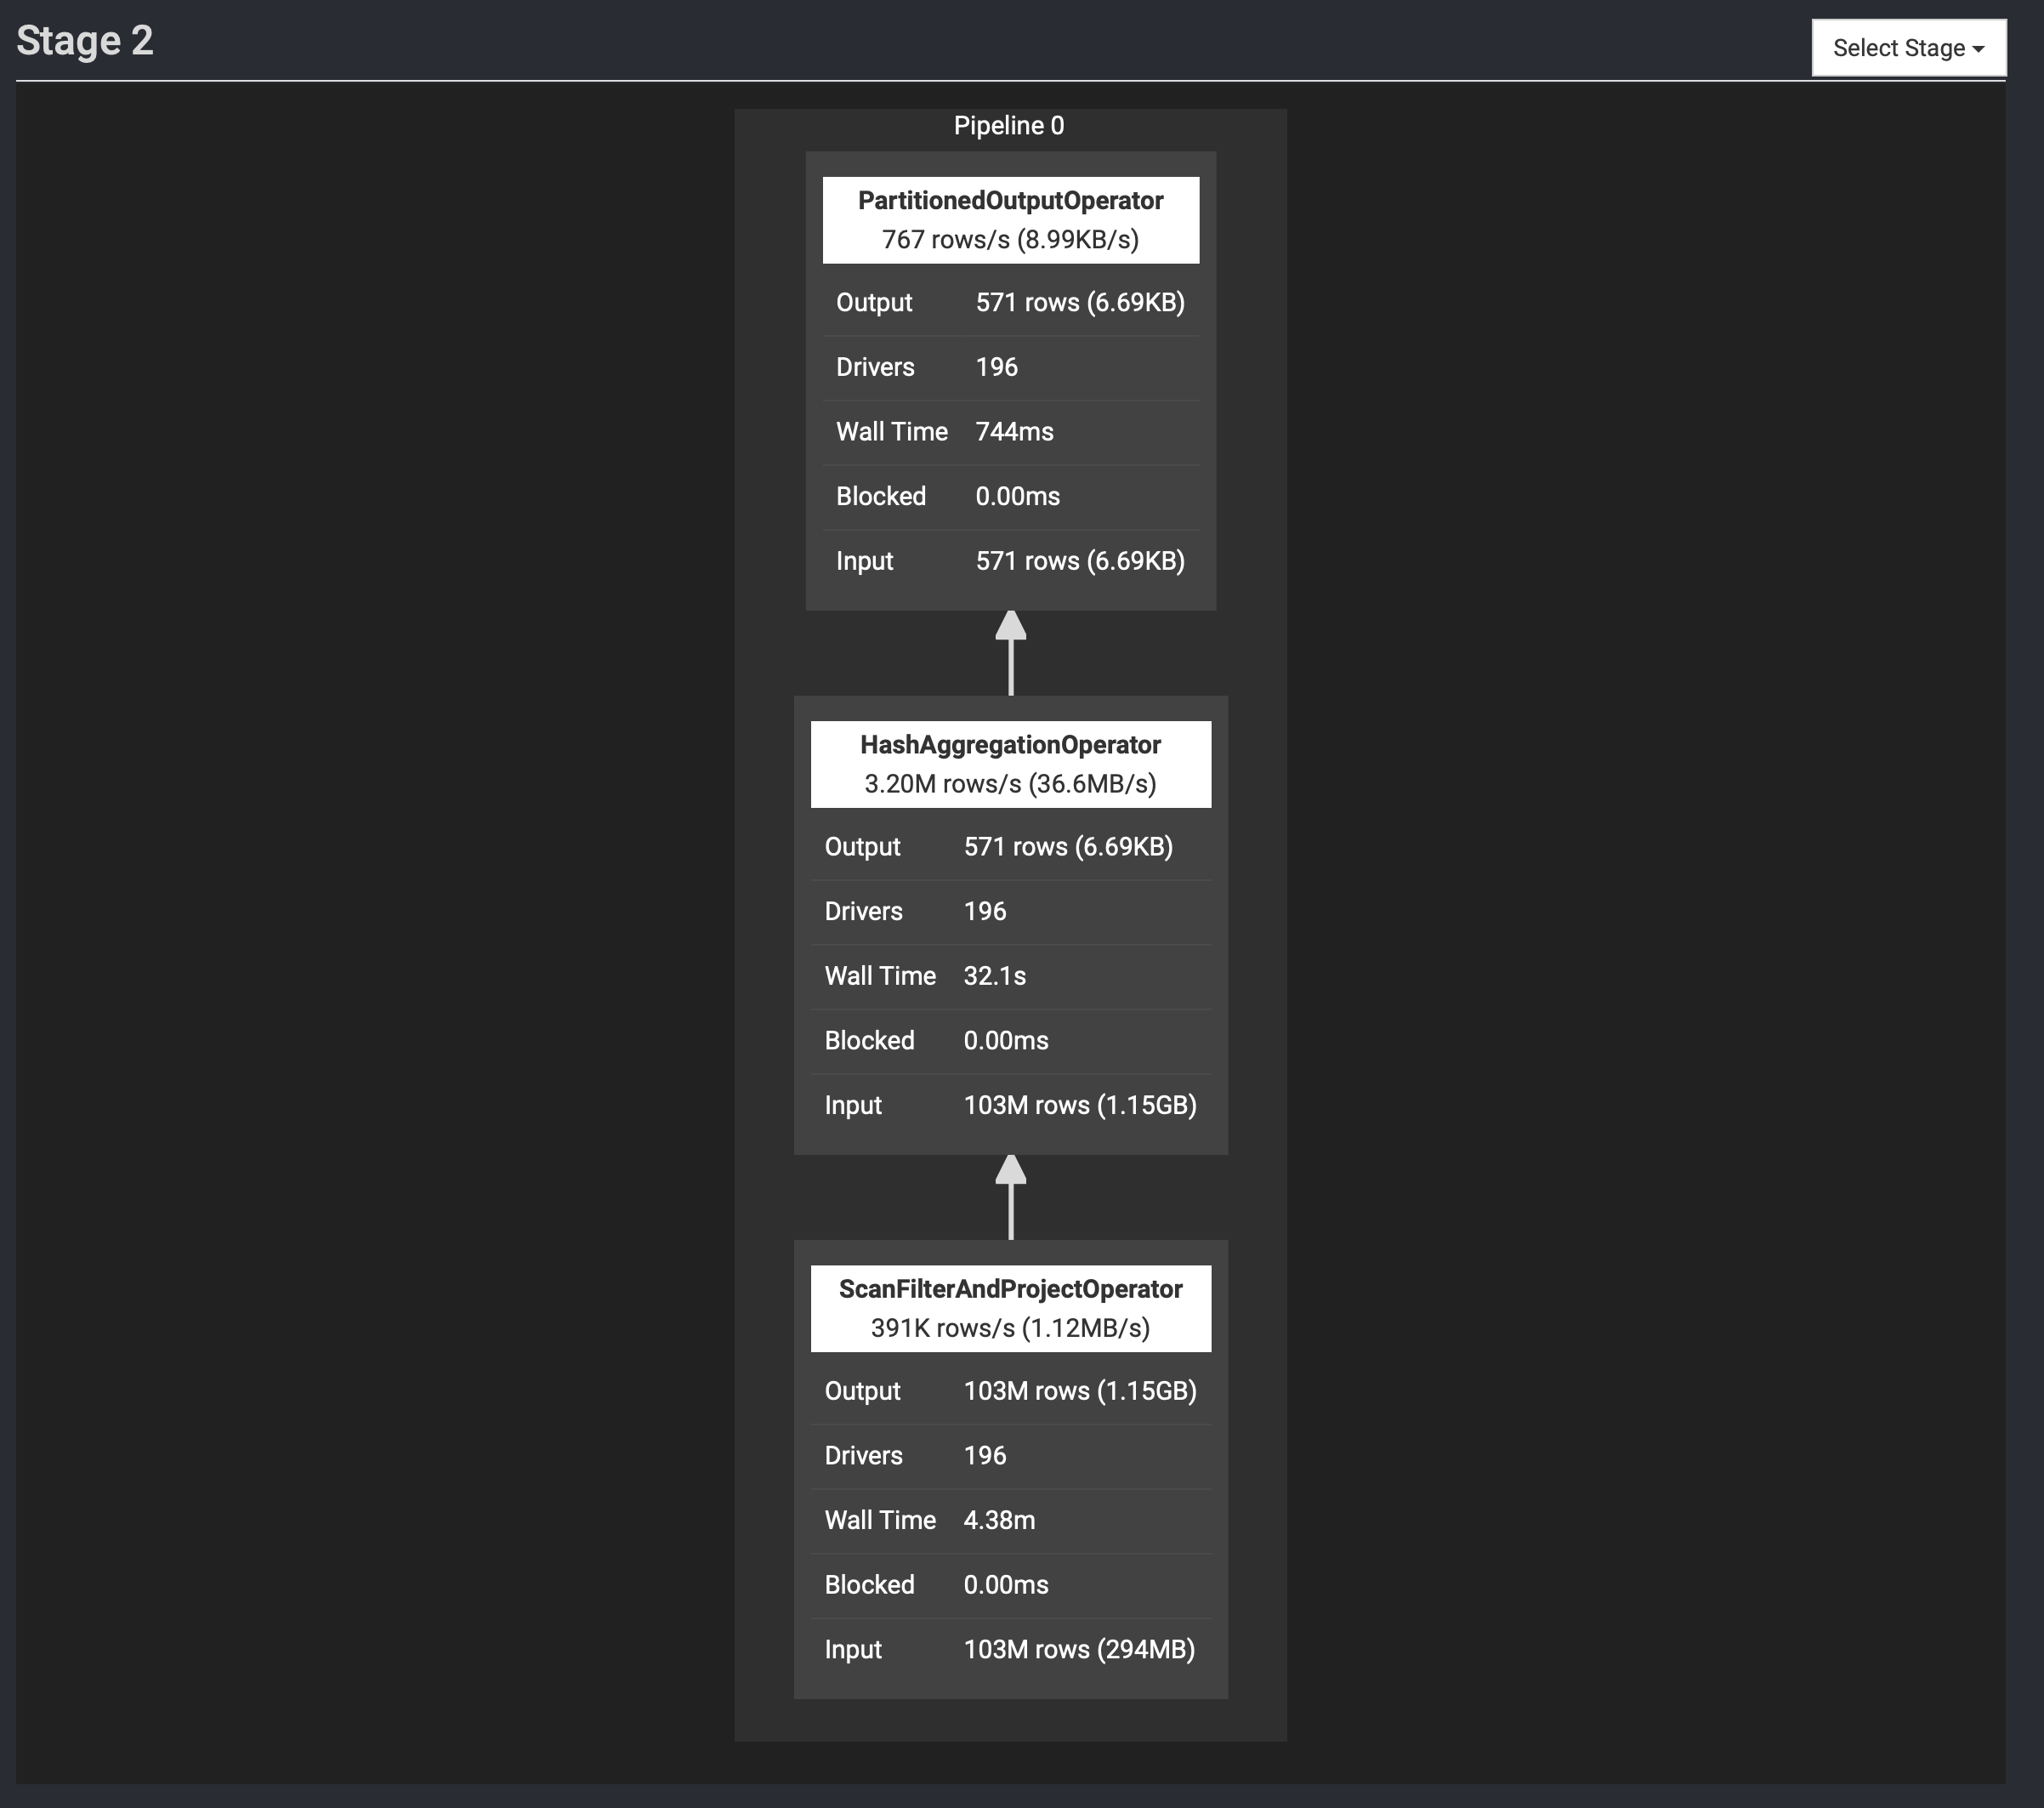 Stage 2
Select Stage
Pipeline 0
PartitionedOutputOperator
767 rows/s (8.99KB/s)
Output 571 rows (6.69KB)
Drivers 196
Wall Time 744ms
Blocked 0.00ms
Input 571 rows (6.69KB)
HashAggregationOperator
3.20M rows/s (36.6MB/s)
Output 571 rows (6.69KB)
Drivers 196
Wall Time 32.1s
Blocked 0.00ms
Input 103M rows (1.15GB)
ScanFilterAndProjectOperator
391K rows/s (1.12MB/s)
Output 103M rows (1.15GB)
Drivers 196
Wall Time 4.38m
Blocked 0.00ms
Input 103M rows (294MB)